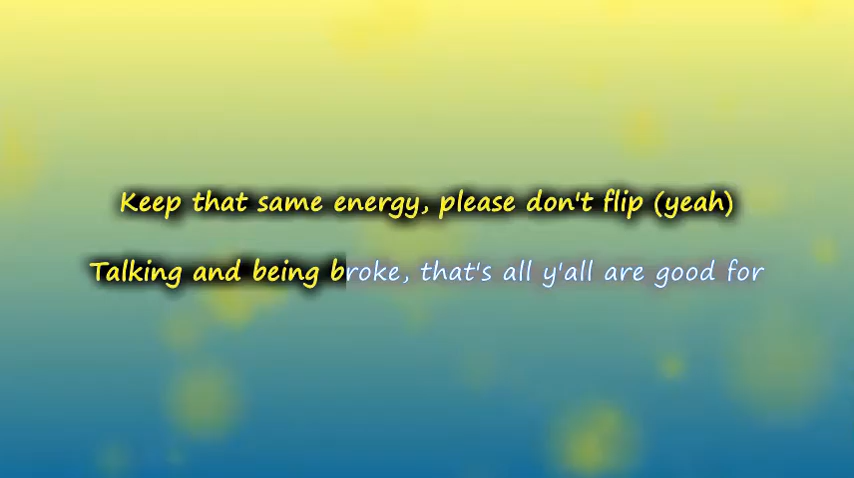 Keep that same energy, please don't flip (yeah)
Talking and being broke, that's all y'all are good for